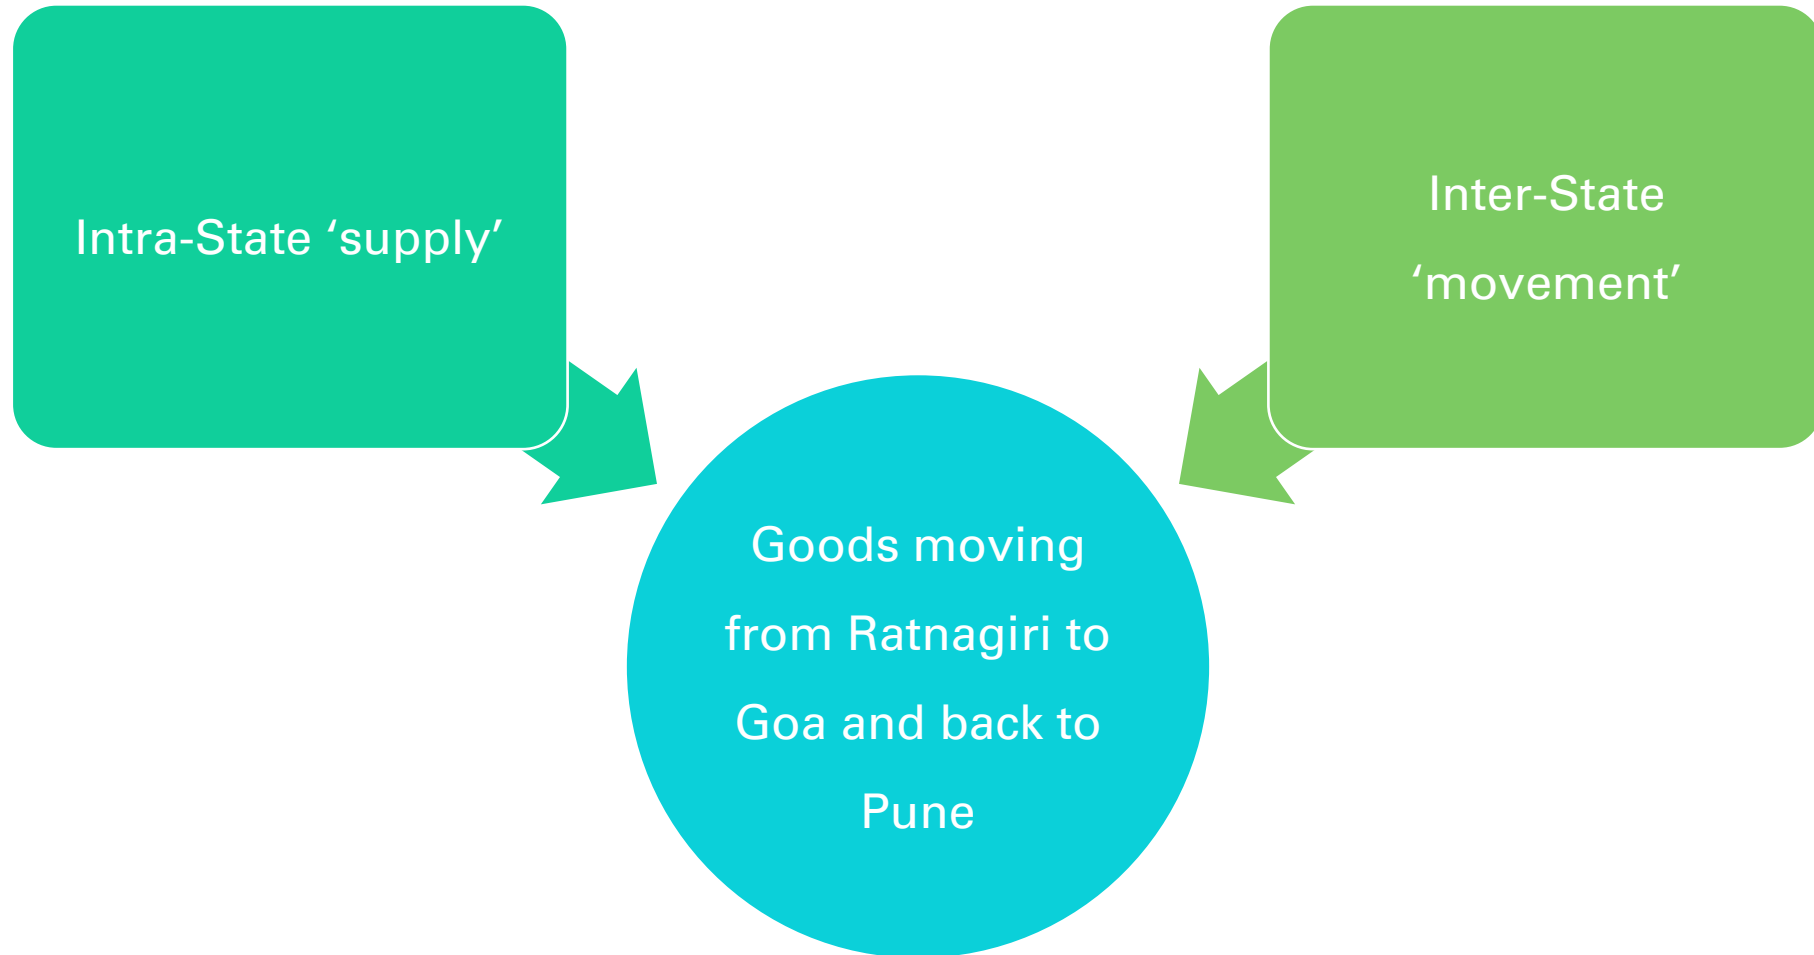 Intra-State ‘supply’
Inter-State
‘movement’
Goods moving
from Ratnagiri to
Goa and back to
Pune